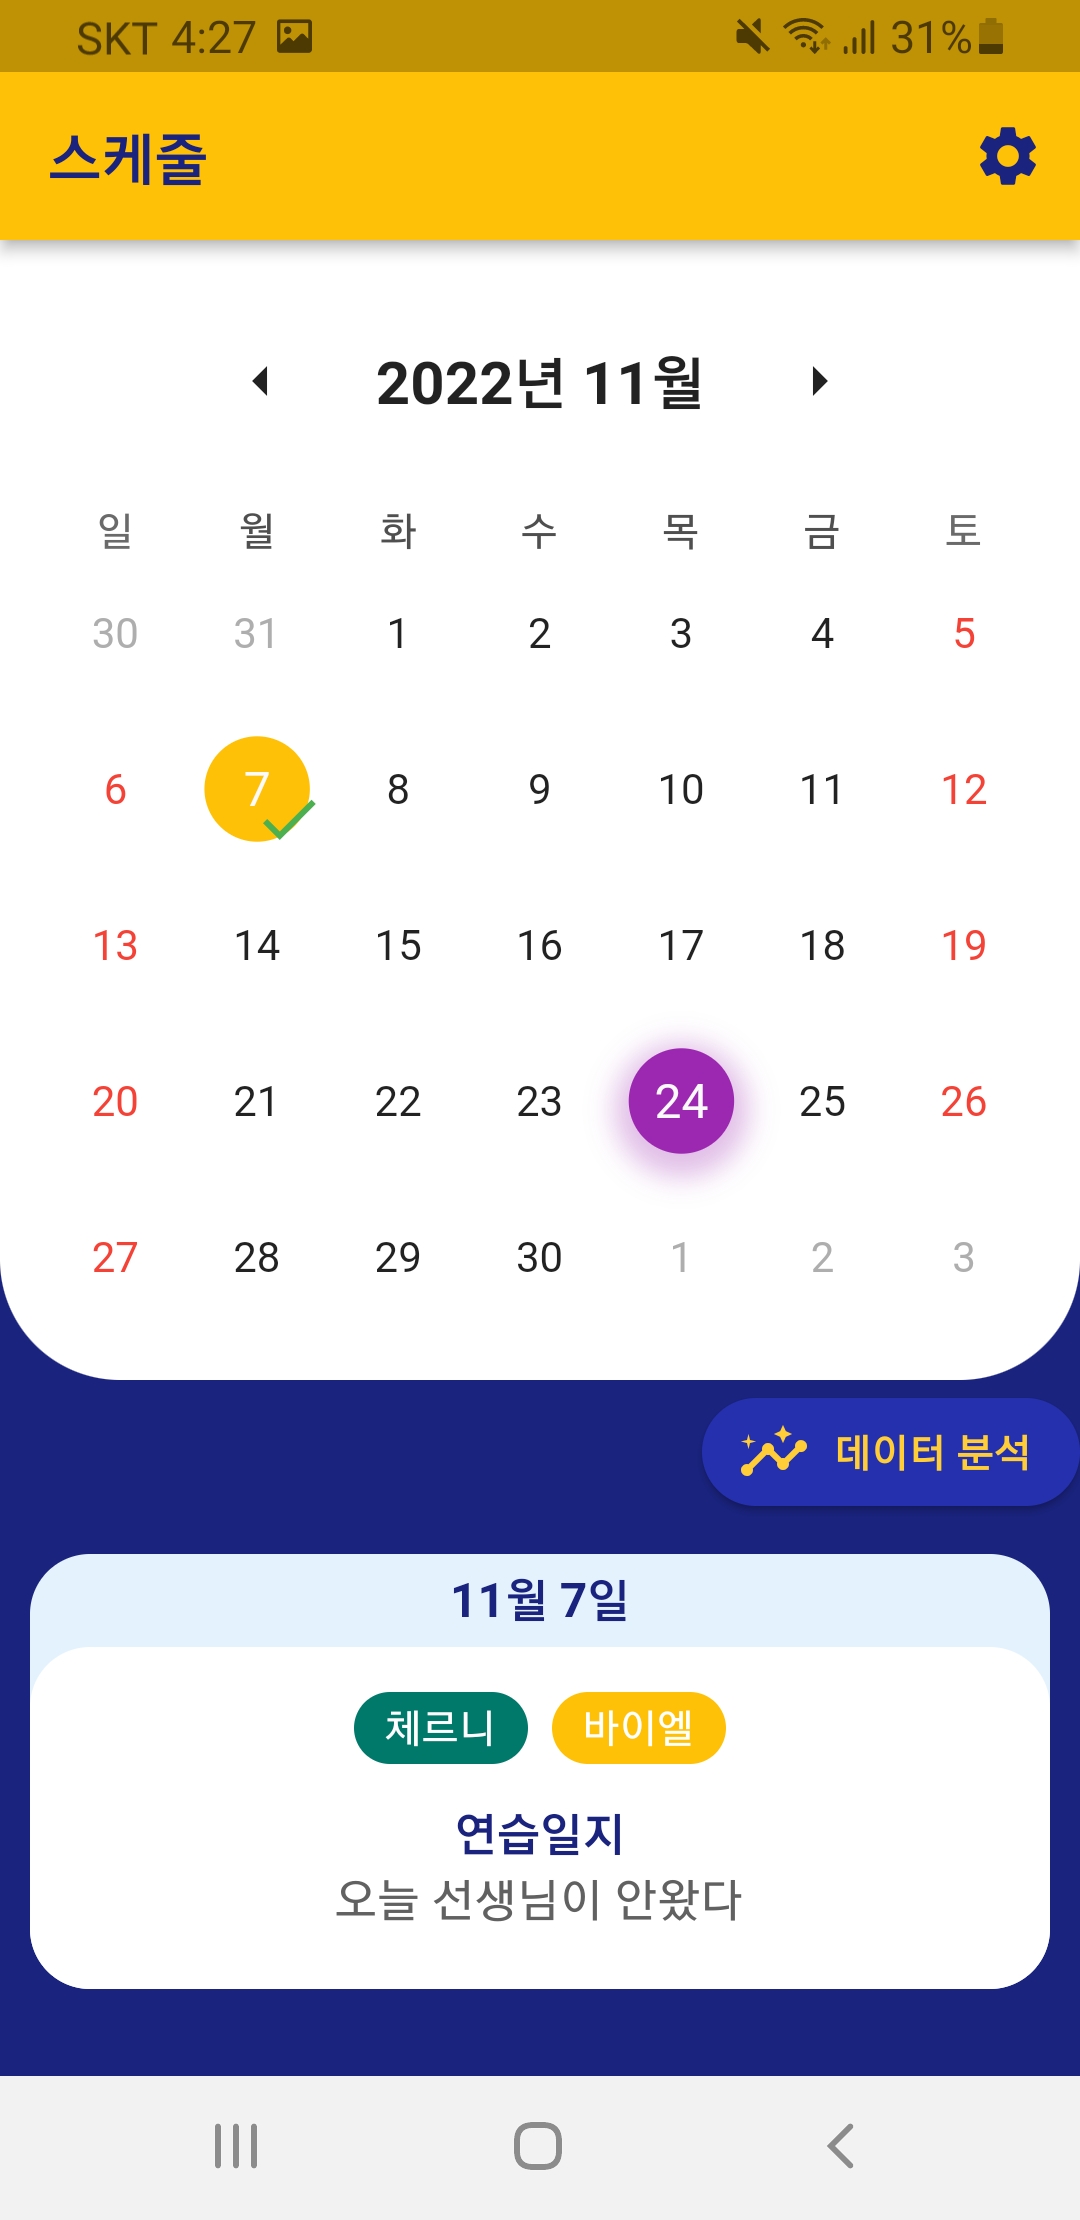 SKT 4:27 31%
스케줄
2022년 11월
일 월 화 수 목 금 토
30 31 1 2 3 4 5
6 7 8 9 10 11 12
13 14 15 16 17 18 19
20 21 22 23 24 25 26
27 28 29 30 1 2 3
데이터 분석
11월 7일
체르니 바이엘
연습일지
오늘 선생님이 안왔다